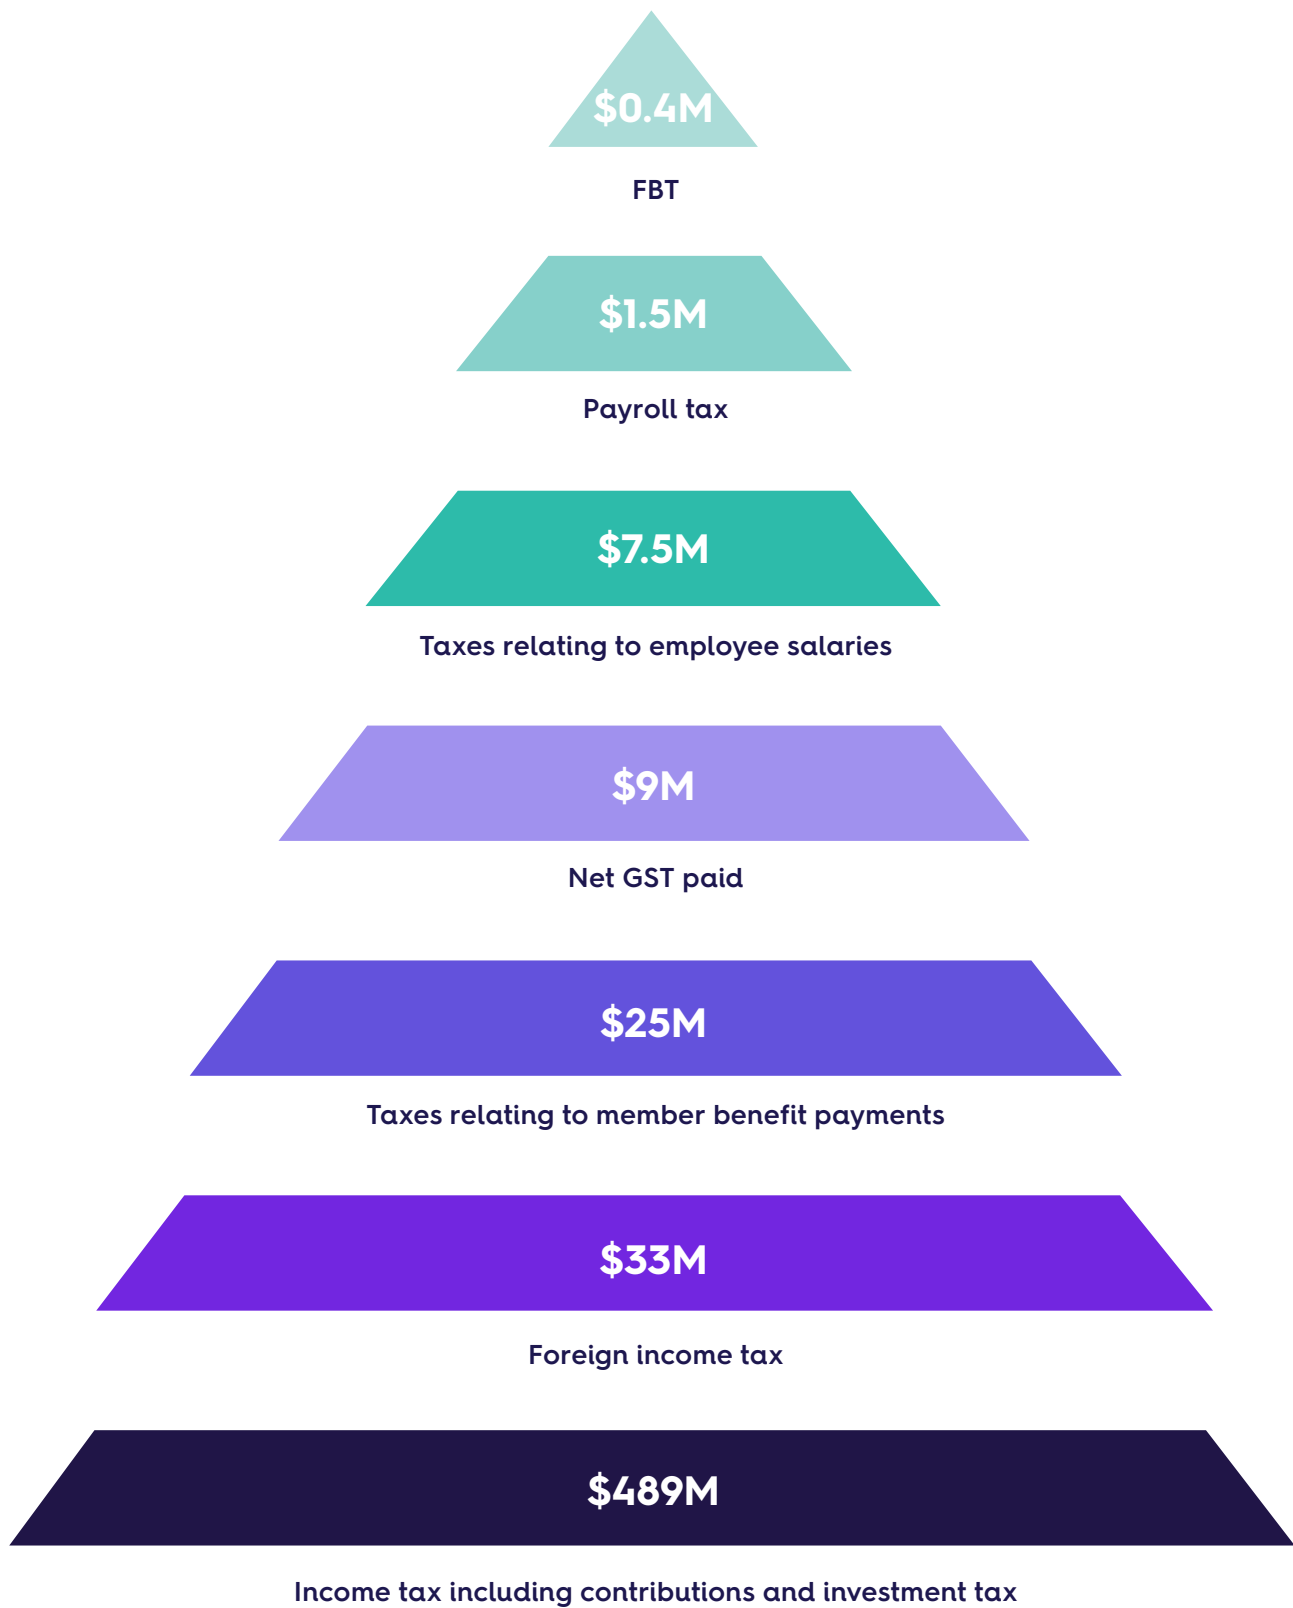 $0.4M
FBT
$1.5M
Payroll tax
$7.5M
Taxes relating to employee salaries
$9M
Net GST paid
$25M
Taxes relating to member benefit payments
$33M
Foreign income tax
$489M
Income tax including contributions and investment tax